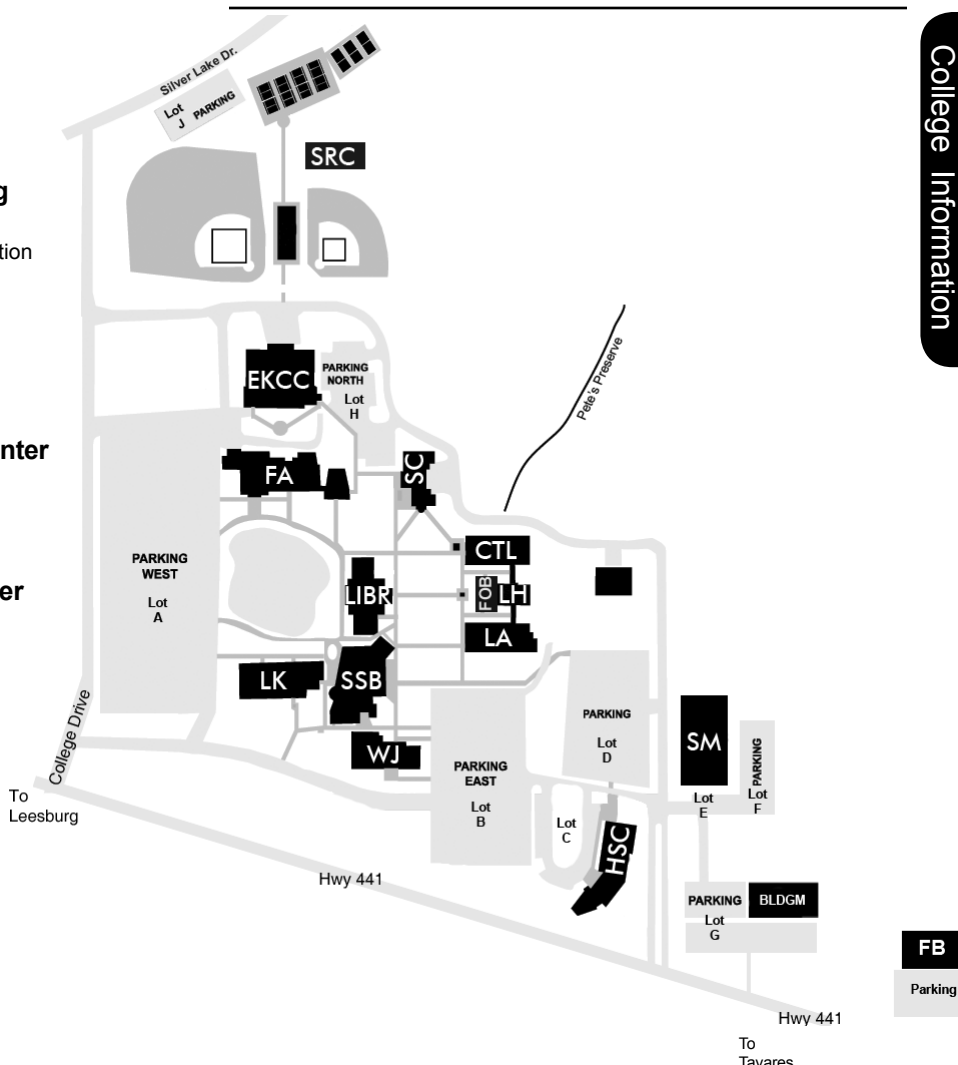 College Information
Silver Lake Dr.
Lot
J
PARKING
SRC
g
tion
Pete's Preserve
EKCC
PARKING
NORTH
Lot
H
nter
FA
SC
PARKING
WEST
Lot
A
CTL
LIBR
FOB
LH
er
LA
LK
SSB
College Drive
PARKING
Lot
D
SM
PARKING
Lot
F
WJ
PARKING
EAST
Lot
B
Lot
E
To
Leesburg
Lot
C
HSC
Hwy 441
PARKING
BLDGM
Lot
G
FB
Parking
Hwy 441
To
Tavares